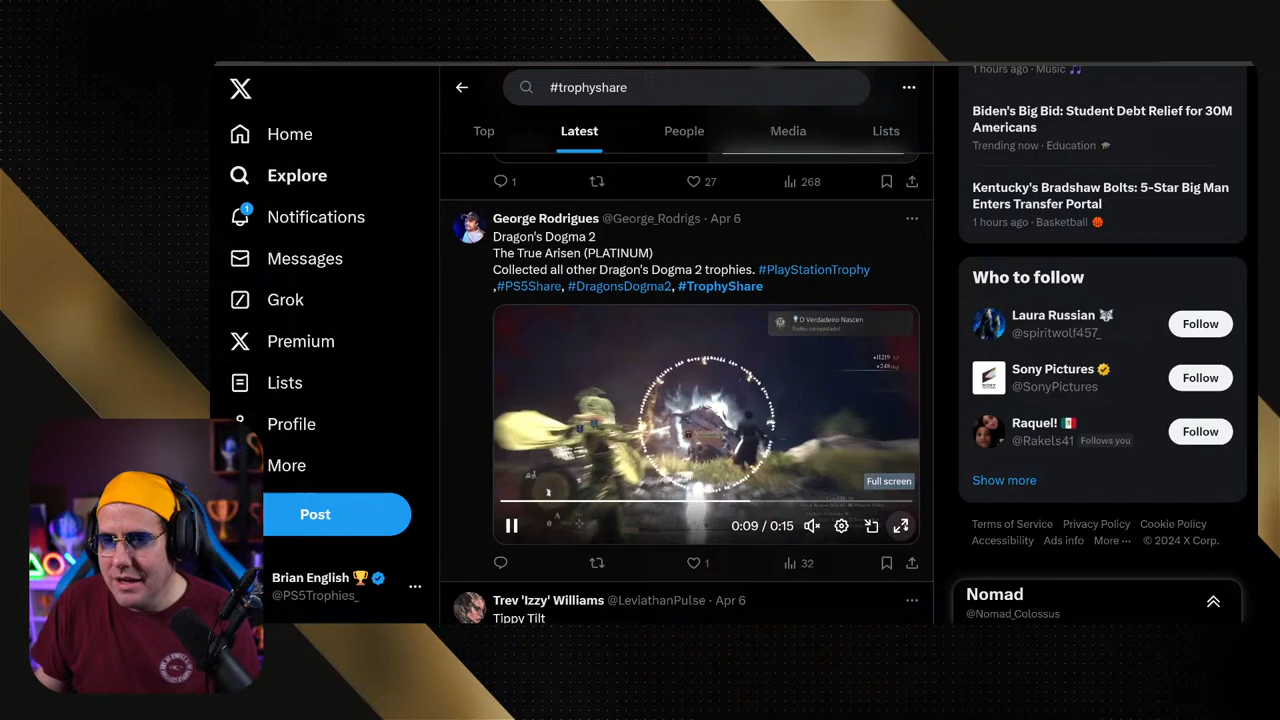 #trophyshare
Home
Explore
1
Notifications
Messages
Grok
Premium
Lists
Profile
More
Post
Brian English 🏆
@PS5Trophies_
Top
Latest
People
Media
Lists
1
27
268
George Rodrigues @George_Rodrigs · Apr 6
Dragon's Dogma 2
The True Arisen (PLATINUM)
Collected all other Dragon's Dogma 2 trophies. #PlayStationTrophy
,#PS5Share, #DragonsDogma2, #TrophyShare
O Verdadeiro Nascen
Troféu conquistado!
+11219
+248
Full screen
0:09 / 0:15
1
32
Trev 'Izzy' Williams @LeviathanPulse · Apr 6
Tippy Tilt
1 hours ago · Music 🎵
Biden's Big Bid: Student Debt Relief for 30M
Americans
Trending now · Education 🎓
Kentucky's Bradshaw Bolts: 5-Star Big Man
Enters Transfer Portal
1 hours ago · Basketball 🏀
Who to follow
Laura Russian 🐺
@spiritwolf457_
Follow
Sony Pictures
@SonyPictures
Follow
SONY
Raquel! 🇲🇽
@Rakels41 Follows you
Follow
Show more
Terms of Service Privacy Policy Cookie Policy
Accessibility Ads info More ··· © 2024 X Corp.
Nomad
@Nomad_Colossus